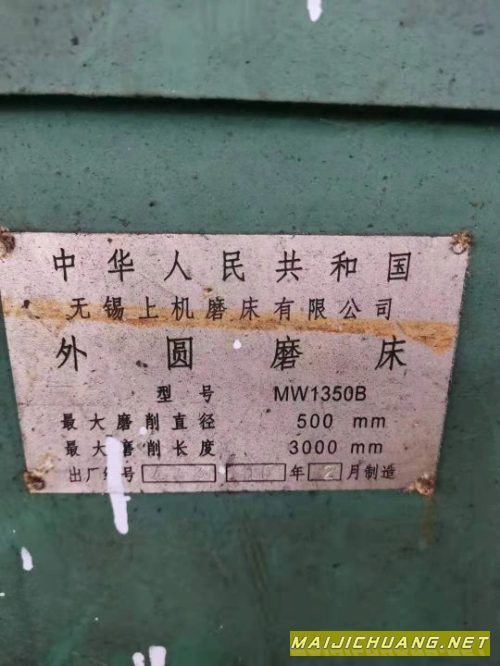 中华人民共和国
无锡上机磨床有限公司
外圆磨床
型号 MW1350B
最大磨削直径 500 mm
最大磨削长度 3000 mm
出厂编号 年 月制造
MAIJICHUANG.NET